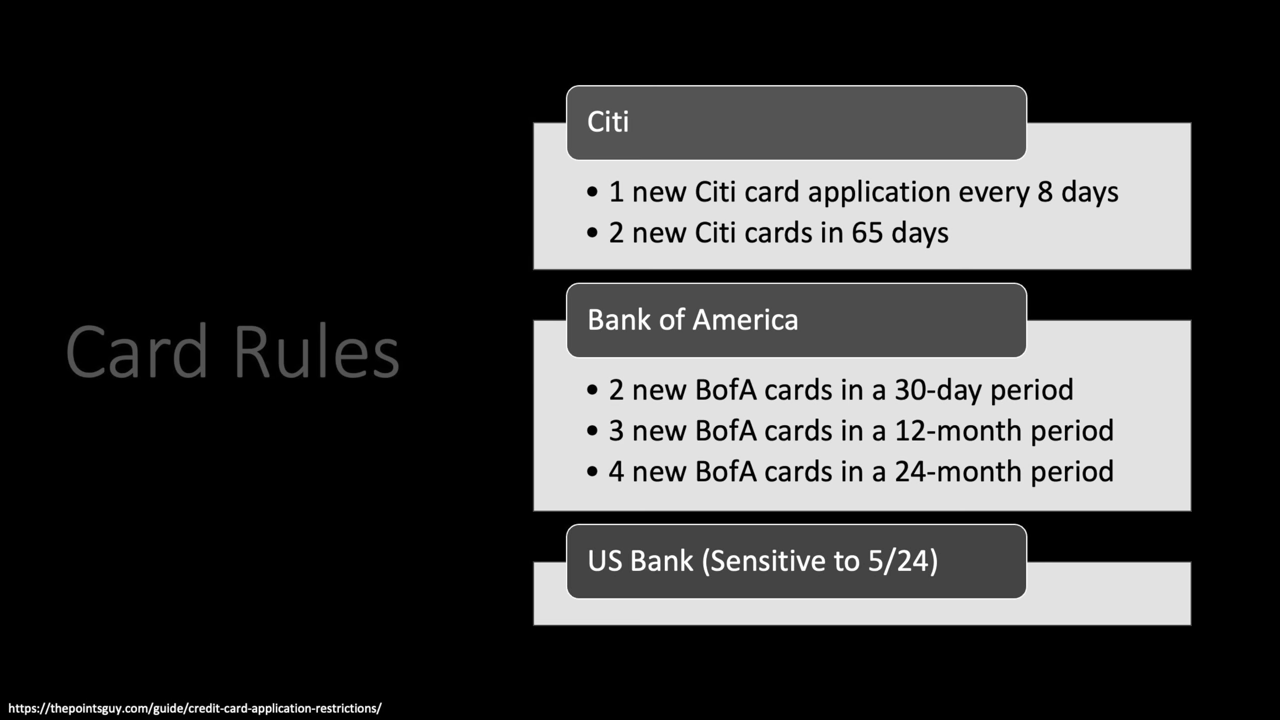 Card Rules
Citi
• 1 new Citi card application every 8 days
• 2 new Citi cards in 65 days
Bank of America
• 2 new BofA cards in a 30-day period
• 3 new BofA cards in a 12-month period
• 4 new BofA cards in a 24-month period
US Bank (Sensitive to 5/24)
https://thepointsguy.com/guide/credit-card-application-restrictions/